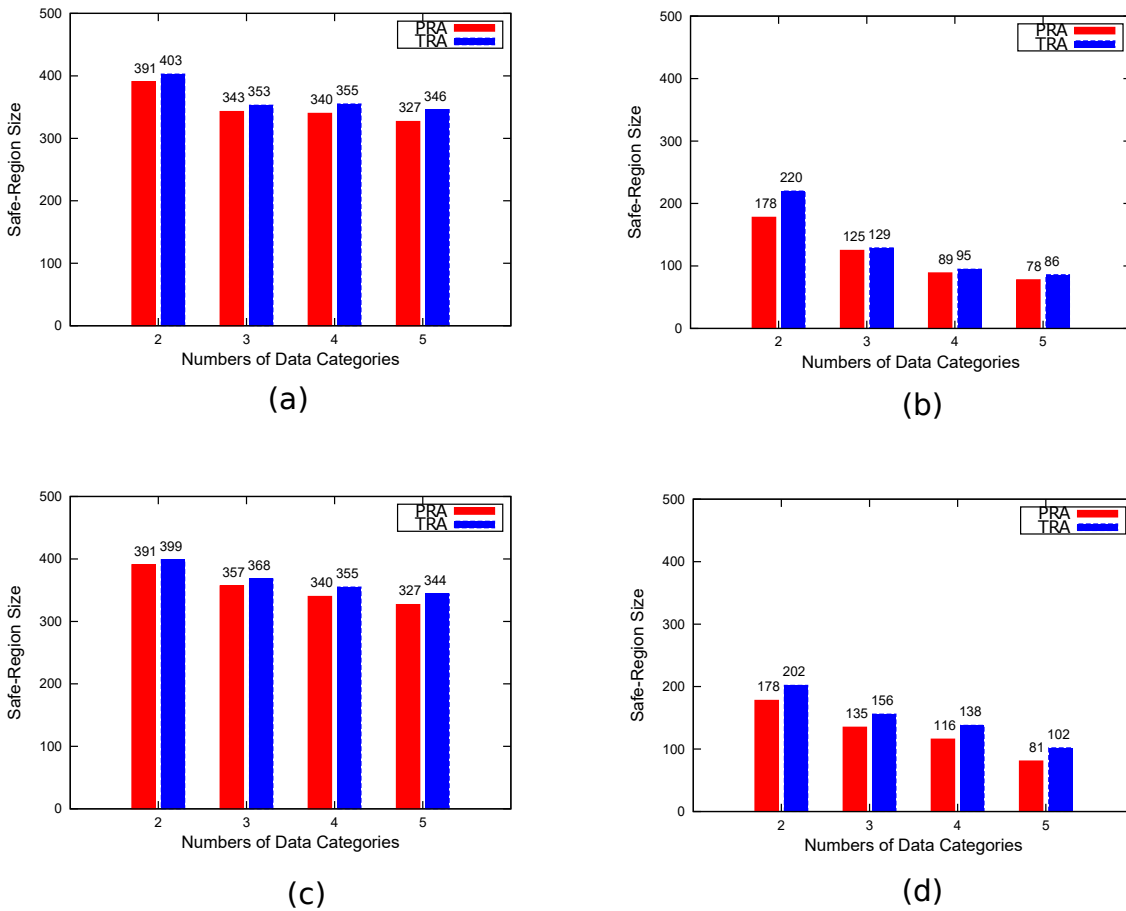 500
400
300
200
100
0
Safe-Region Size
PRA
TRA
391 403
343 353
340 355
327 346
2 3 4 5
Numbers of Data Categories
(a)
500
400
300
200
100
0
Safe-Region Size
PRA
TRA
178 220
125 129
89 95
78 86
2 3 4 5
Numbers of Data Categories
(b)
500
400
300
200
100
0
Safe-Region Size
PRA
TRA
391 399
357 368
340 355
327 344
2 3 4 5
Numbers of Data Categories
(c)
500
400
300
200
100
0
Safe-Region Size
PRA
TRA
178 202
135 156
116 138
81 102
2 3 4 5
Numbers of Data Categories
(d)